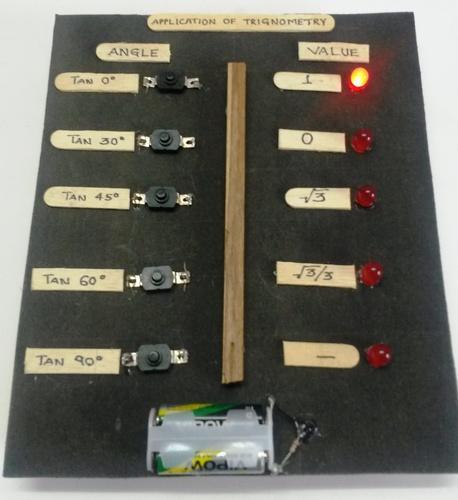 APPLICATION OF TRIGNOMETRY
ANGLE VALUE
TAN 0° 1
TAN 30° 0
TAN 45° √3
TAN 60° √3/3
TAN 90° —